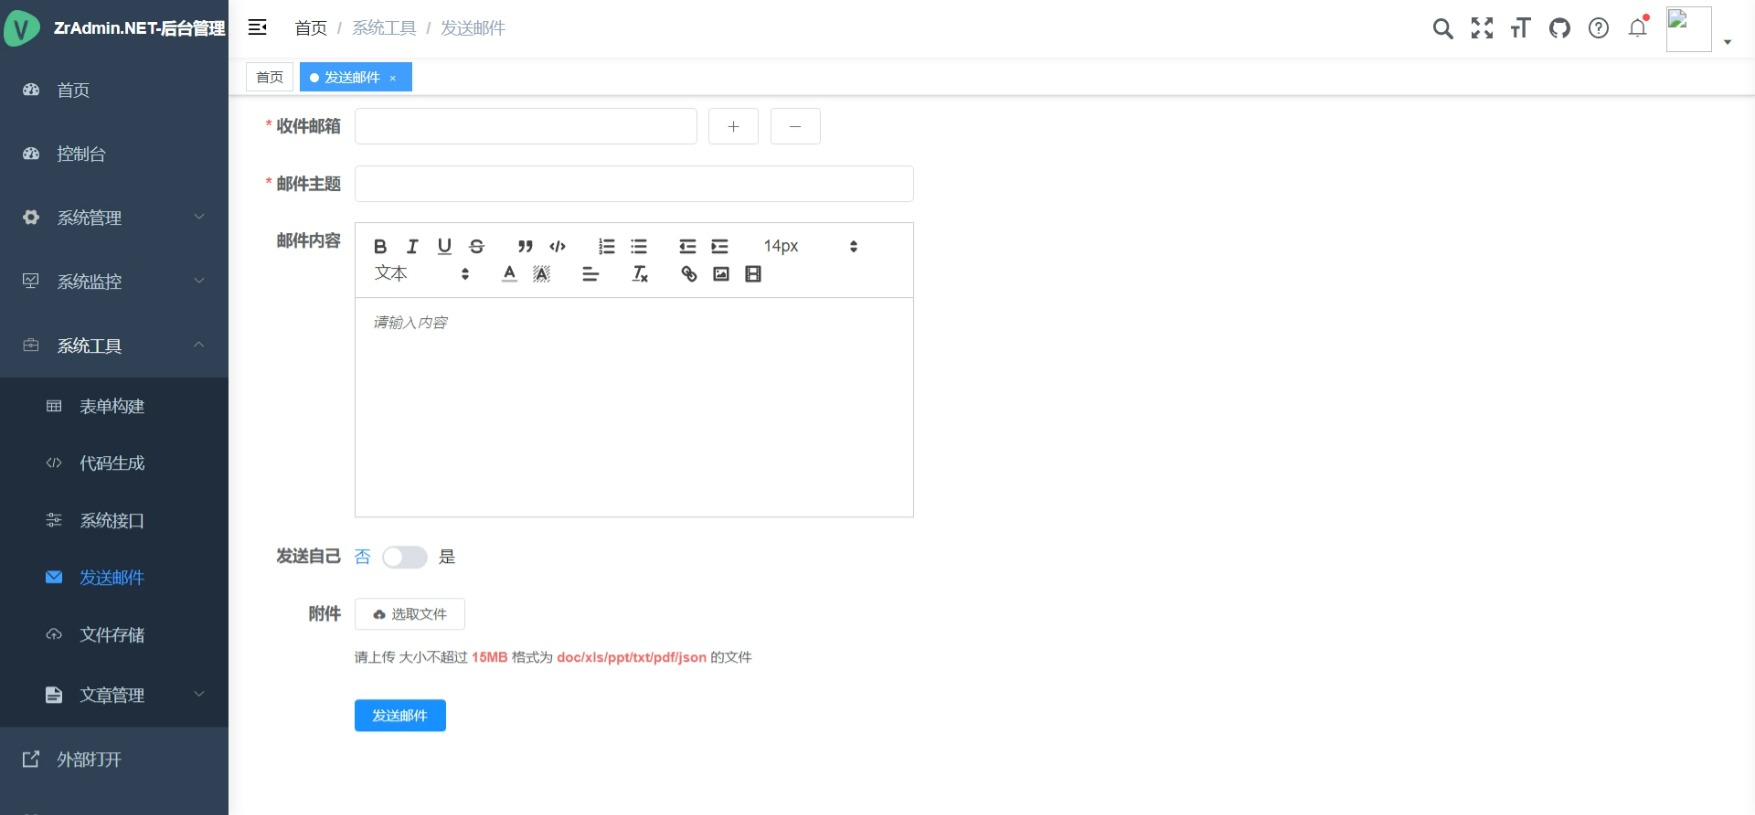 ZrAdmin.NET-后台管理
首页 / 系统工具 / 发送邮件
首页
发送邮件 ×
首页
控制台
系统管理
系统监控
系统工具
表单构建
代码生成
系统接口
发送邮件
文件存储
文章管理
外部打开
* 收件邮箱
* 邮件主题
邮件内容
14px
文本
请输入内容
发送自己 否 是
附件 选取文件
请上传 大小不超过 15MB 格式为 doc/xls/ppt/txt/pdf/json 的文件
发送邮件